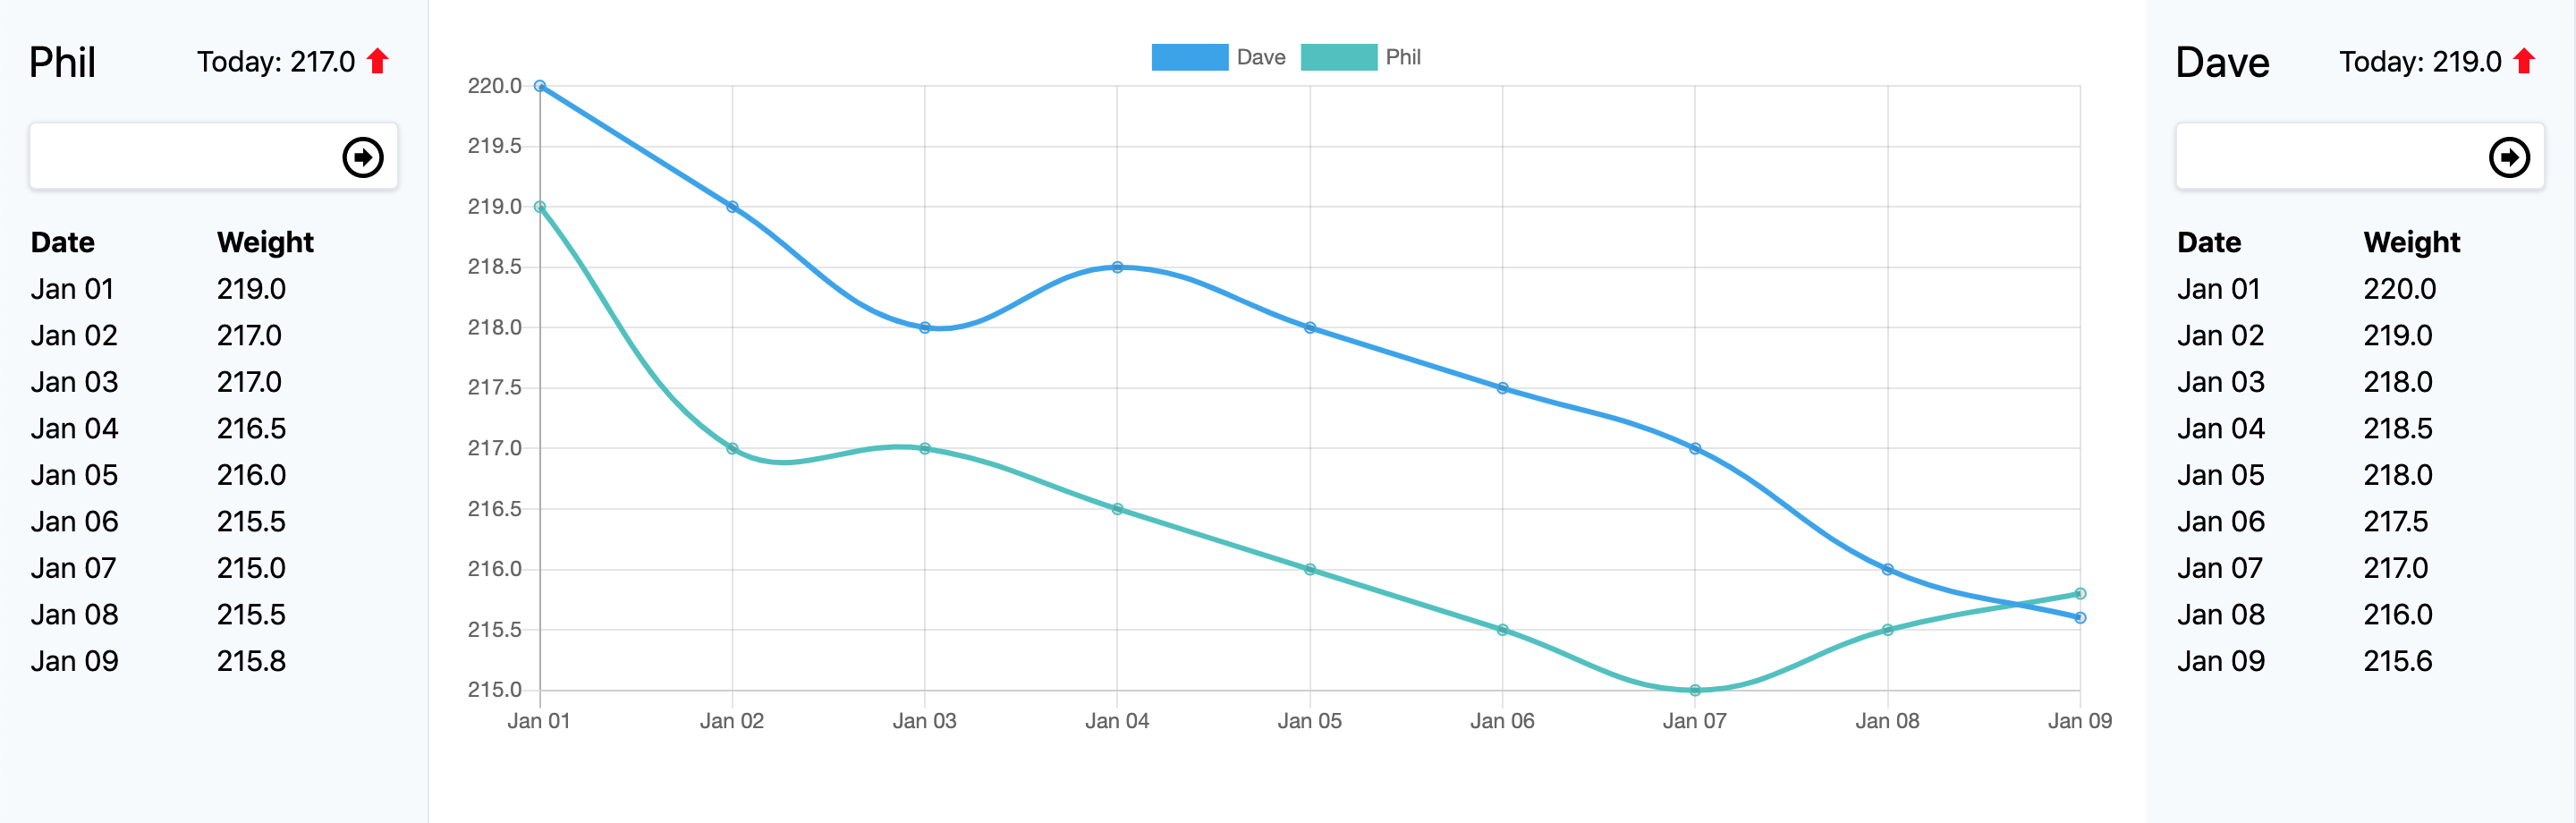 Phil Today: 217.0
Date Weight
Jan 01 219.0
Jan 02 217.0
Jan 03 217.0
Jan 04 216.5
Jan 05 216.0
Jan 06 215.5
Jan 07 215.0
Jan 08 215.5
Jan 09 215.8
Dave Phil
220.0
219.5
219.0
218.5
218.0
217.5
217.0
216.5
216.0
215.5
215.0
Jan 01 Jan 02 Jan 03 Jan 04 Jan 05 Jan 06 Jan 07 Jan 08 Jan 09
Dave Today: 219.0
Date Weight
Jan 01 220.0
Jan 02 219.0
Jan 03 218.0
Jan 04 218.5
Jan 05 218.0
Jan 06 217.5
Jan 07 217.0
Jan 08 216.0
Jan 09 215.6